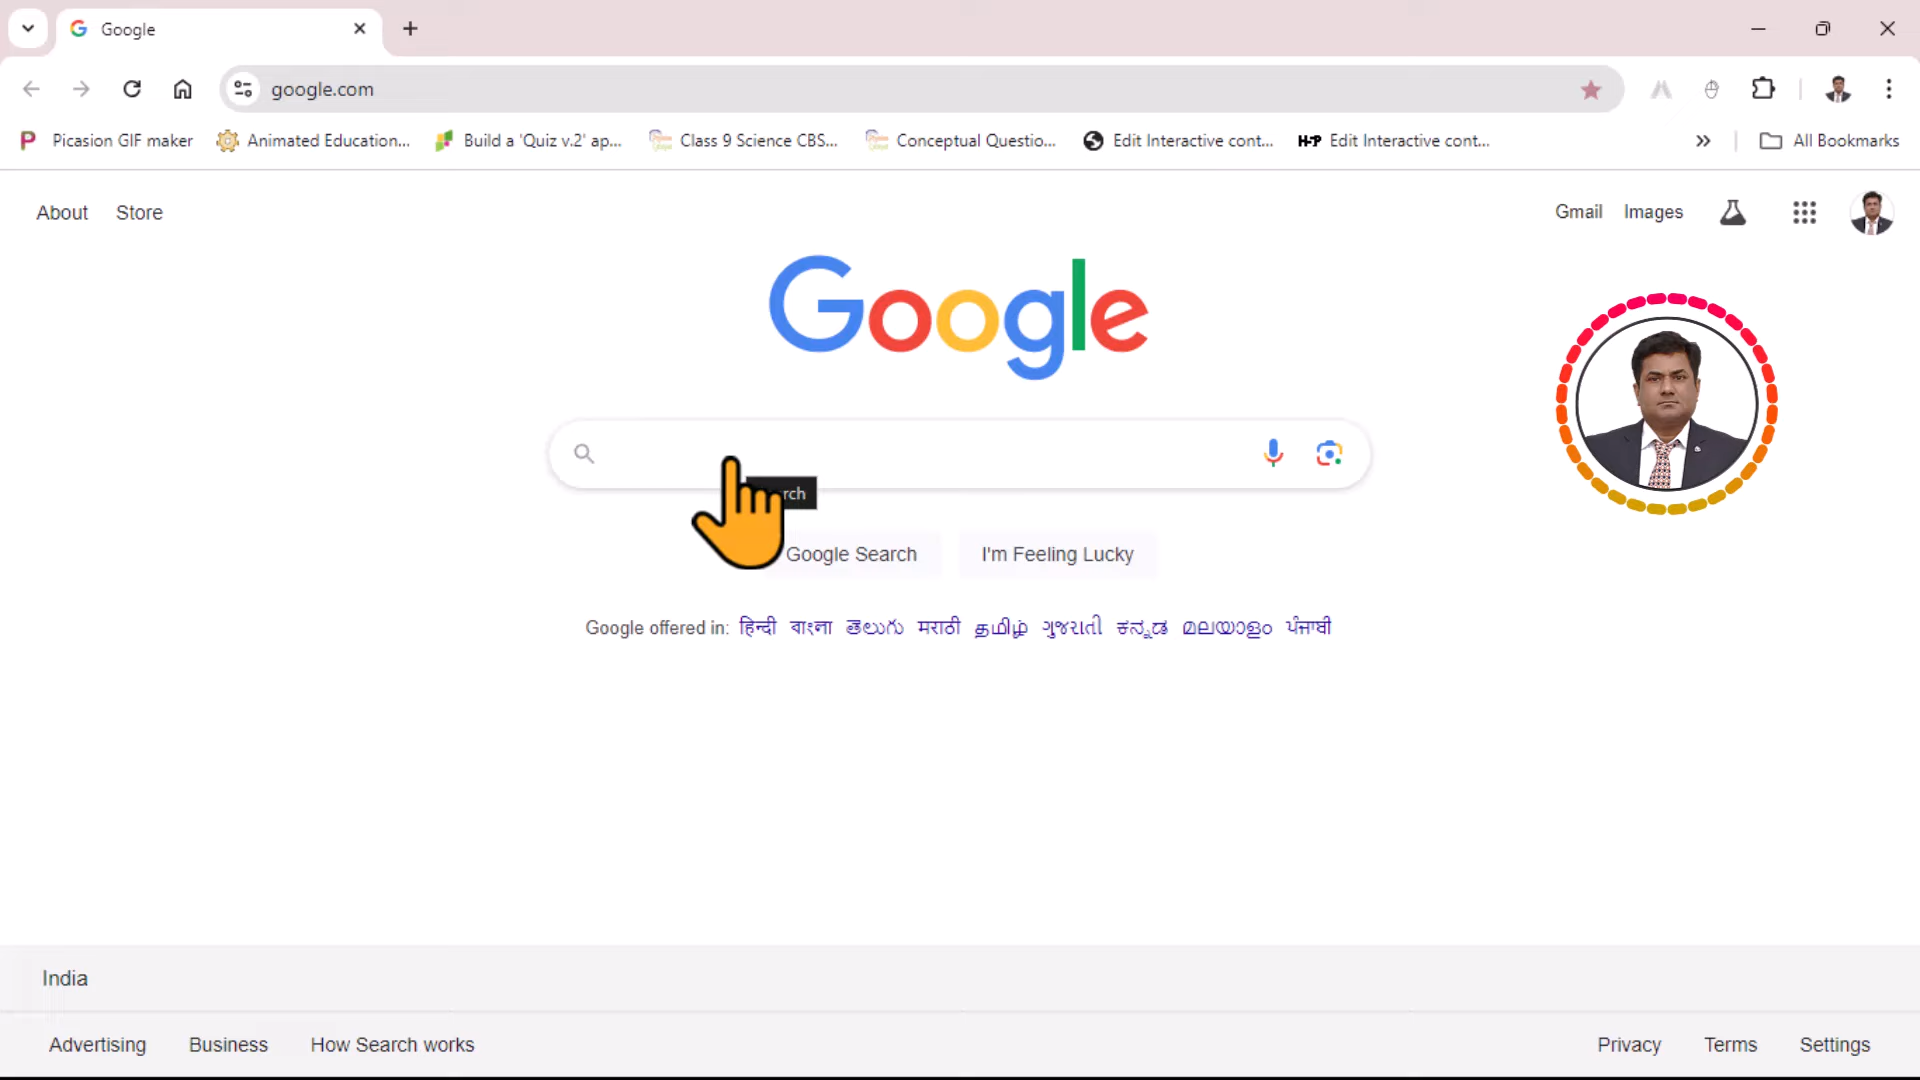 Google
google.com
Picasion GIF maker
Animated Education...
Build a 'Quiz v.2' ap...
Class 9 Science CBS...
Conceptual Questio...
Edit Interactive cont...
H-P Edit Interactive cont...
All Bookmarks
About Store
Gmail Images
Google
rch
Google Search I'm Feeling Lucky
Google offered in: हिन्दी বাংলা తెలుగు मराठी தமிழ் ગુજરાતી ಕನ್ನಡ മലയാളം ਪੰਜਾਬੀ
India
Advertising Business How Search works
Privacy Terms Settings